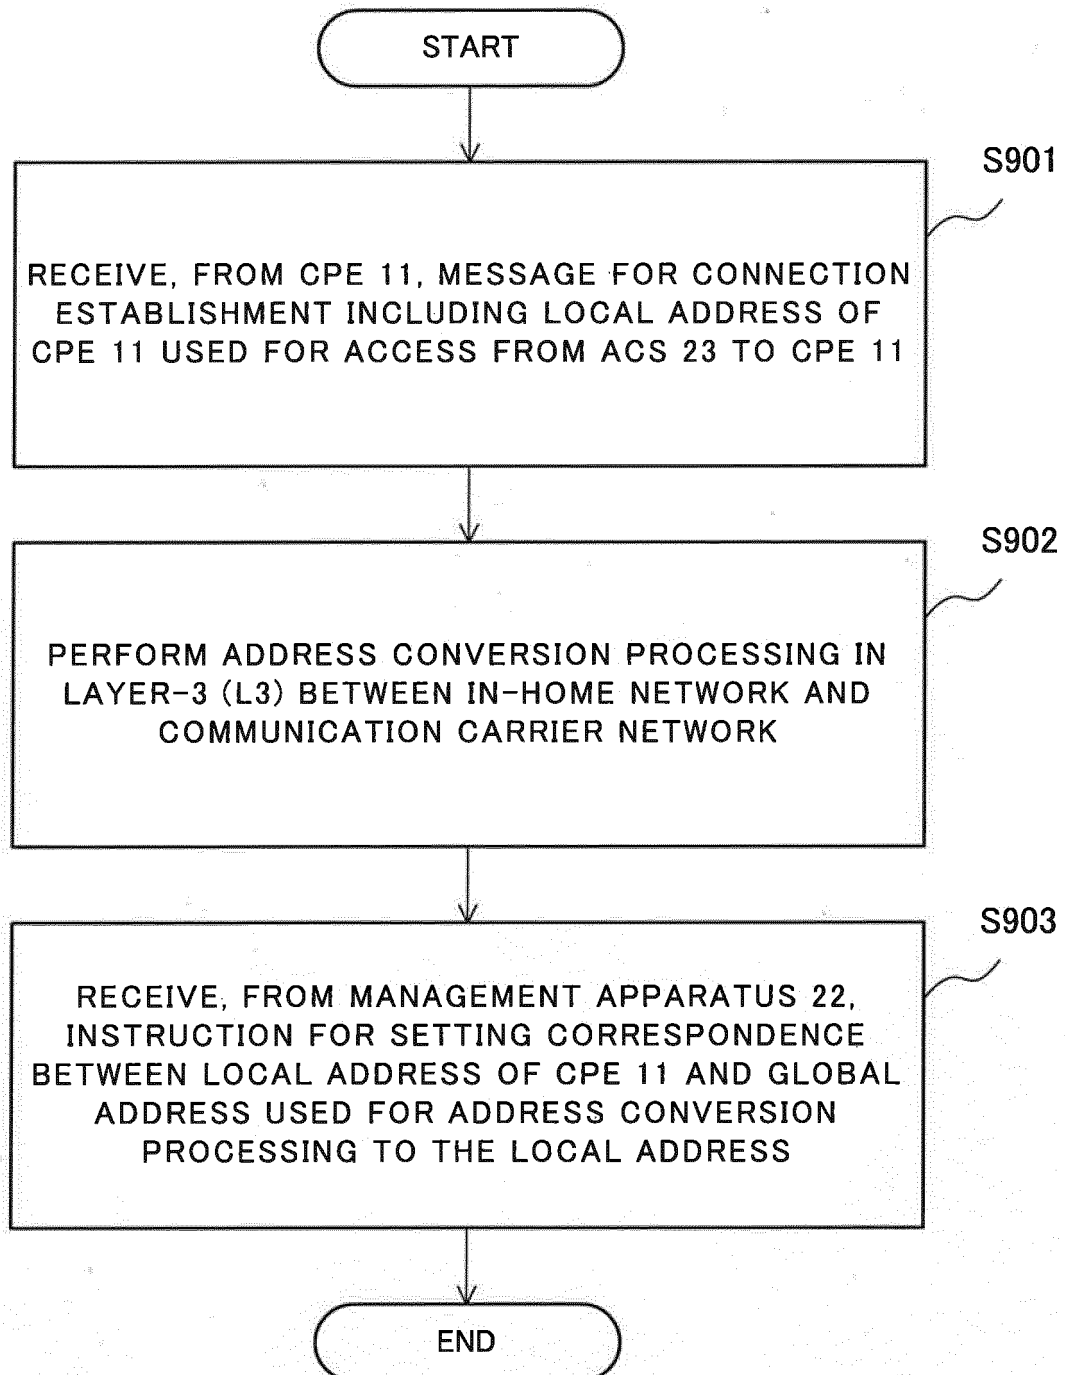 START
S901
RECEIVE, FROM CPE 11, MESSAGE FOR CONNECTION
ESTABLISHMENT INCLUDING LOCAL ADDRESS OF
CPE 11 USED FOR ACCESS FROM ACS 23 TO CPE 11
S902
PERFORM ADDRESS CONVERSION PROCESSING IN
LAYER-3 (L3) BETWEEN IN-HOME NETWORK AND
COMMUNICATION CARRIER NETWORK
S903
RECEIVE, FROM MANAGEMENT APPARATUS 22,
INSTRUCTION FOR SETTING CORRESPONDENCE
BETWEEN LOCAL ADDRESS OF CPE 11 AND GLOBAL
ADDRESS USED FOR ADDRESS CONVERSION
PROCESSING TO THE LOCAL ADDRESS
END